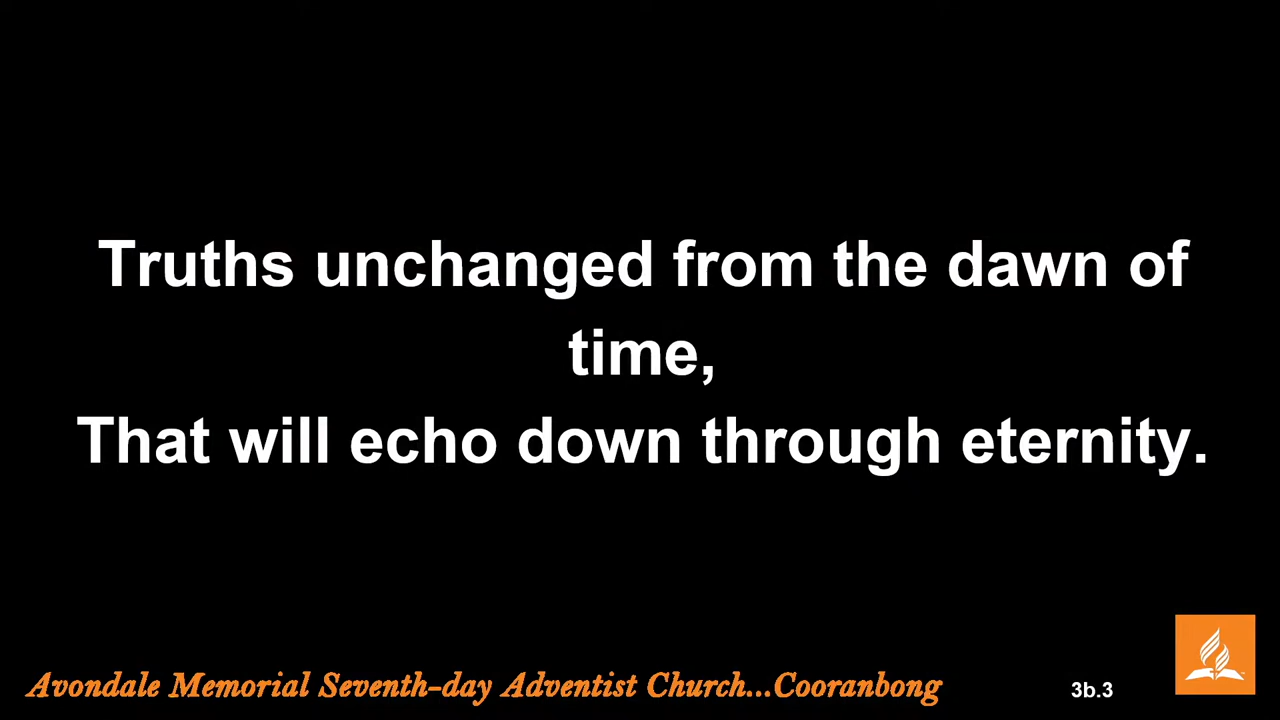 Truths unchanged from the dawn of
time,
That will echo down through eternity.
Avondale Memorial Seventh-day Adventist Church...Cooranbong
3b.3